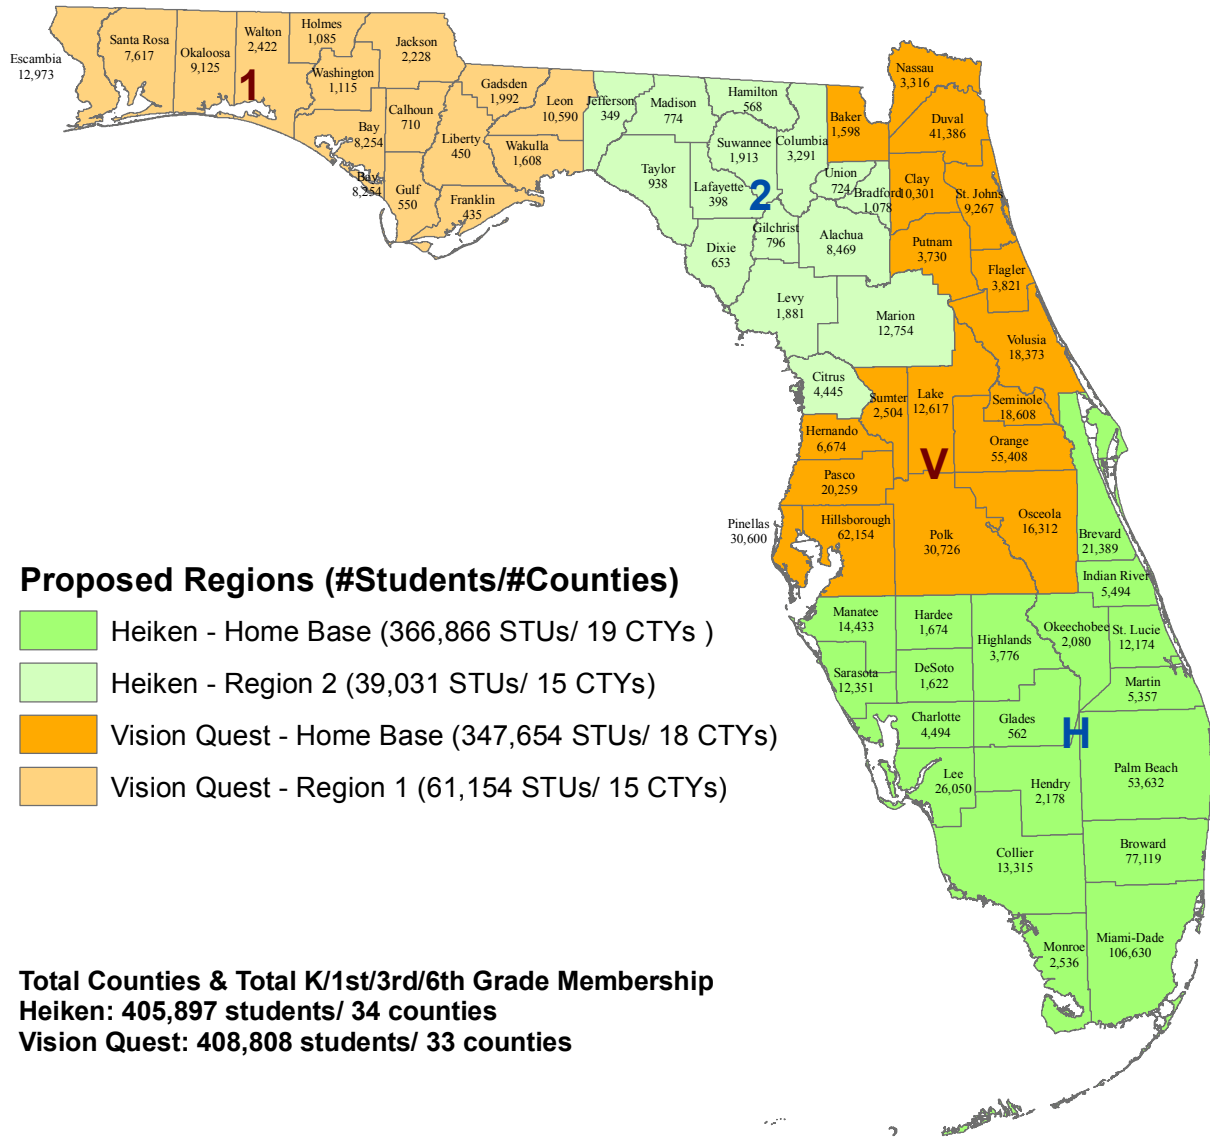 Escambia
12,973
Santa Rosa
7,617
Okaloosa
9,125
Walton
2,422
1
Holmes
1,085
Washington
1,115
Jackson
2,228
Bay
8,254
Bay
8,254
Calhoun
710
Gulf
550
Liberty
450
Gadsden
1,992
Franklin
435
Leon
10,590
Wakulla
1,608
Jefferson
349
Madison
774
Taylor
938
Hamilton
568
Suwannee
1,913
Lafayette
398
2
Dixie
653
Columbia
3,291
Gilchrist
796
Union
724
Bradford
1,078
Alachua
8,469
Levy
1,881
Marion
12,754
Citrus
4,445
Baker
1,598
Nassau
3,316
Duval
41,386
Clay
10,301
St. Johns
9,267
Putnam
3,730
Flagler
3,821
Volusia
18,373
Sumter
2,504
Lake
12,617
Seminole
18,608
Orange
55,408
V
Hernando
6,674
Pasco
20,259
Pinellas
30,600
Hillsborough
62,154
Polk
30,726
Osceola
16,312
Brevard
21,389
Indian River
5,494
Manatee
14,433
Hardee
1,674
Highlands
3,776
Okeechobee
2,080
St. Lucie
12,174
Sarasota
12,351
DeSoto
1,622
Martin
5,357
Charlotte
4,494
Glades
562
H
Lee
26,050
Hendry
2,178
Palm Beach
53,632
Collier
13,315
Broward
77,119
Monroe
2,536
Miami-Dade
106,630
Proposed Regions (#Students/#Counties)
Heiken - Home Base (366,866 STUs/ 19 CTYs )
Heiken - Region 2 (39,031 STUs/ 15 CTYs)
Vision Quest - Home Base (347,654 STUs/ 18 CTYs)
Vision Quest - Region 1 (61,154 STUs/ 15 CTYs)
Total Counties & Total K/1st/3rd/6th Grade Membership
Heiken: 405,897 students/ 34 counties
Vision Quest: 408,808 students/ 33 counties